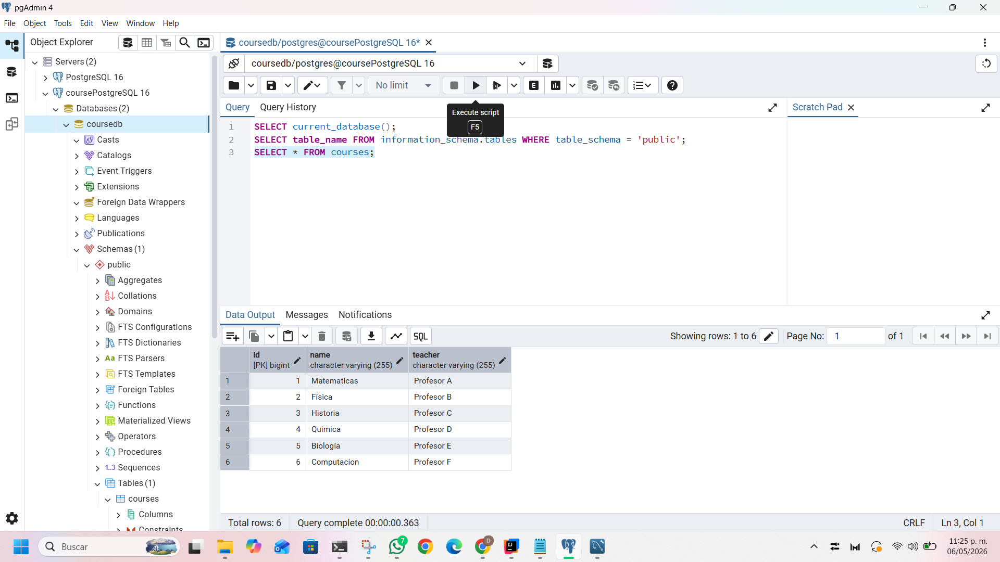 pgAdmin 4
File Object Tools Edit View Window Help
Object Explorer
coursedb/postgres@coursePostgreSQL 16*
Servers (2)
PostgreSQL 16
coursePostgreSQL 16
Databases (2)
coursedb
Casts
Catalogs
Event Triggers
Extensions
Foreign Data Wrappers
Languages
Publications
Schemas (1)
public
Aggregates
Collations
Domains
FTS Configurations
FTS Dictionaries
FTS Parsers
FTS Templates
Foreign Tables
Functions
Materialized Views
Operators
Procedures
1..3 Sequences
Tables (1)
courses
Columns
Constraints
coursedb/postgres@coursePostgreSQL 16
No limit
E
Query Query History
Execute script
F5
Scratch Pad
1 SELECT current_database();
2 SELECT table_name FROM information_schema.tables WHERE table_schema = 'public';
3 SELECT * FROM courses;
Data Output Messages Notifications
SQL
Showing rows: 1 to 6 Page No: 1 of 1
id name teacher
[PK] bigint character varying (255) character varying (255)
1 1 Matematicas Profesor A
2 2 Física Profesor B
3 3 Historia Profesor C
4 4 Quimica Profesor D
5 5 Biología Profesor E
6 6 Computacion Profesor F
Total rows: 6 Query complete 00:00:00.363 CRLF Ln 3, Col 1
Buscar
7
D
11:25 p. m.
06/05/2026